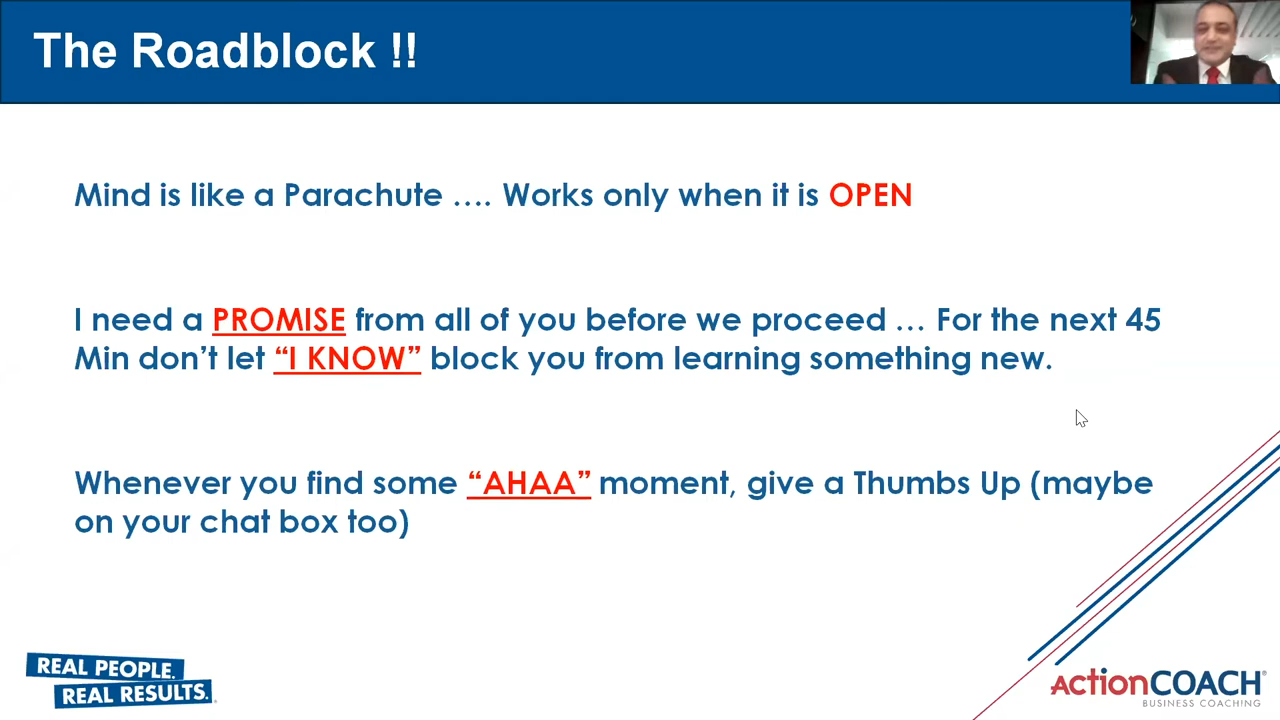 The Roadblock !!
Mind is like a Parachute …. Works only when it is OPEN
I need a PROMISE from all of you before we proceed … For the next 45
Min don’t let “I KNOW” block you from learning something new.
Whenever you find some “AHAA” moment, give a Thumbs Up (maybe
on your chat box too)
REAL PEOPLE.
REAL RESULTS.
ActionCOACH®
BUSINESS COACHING